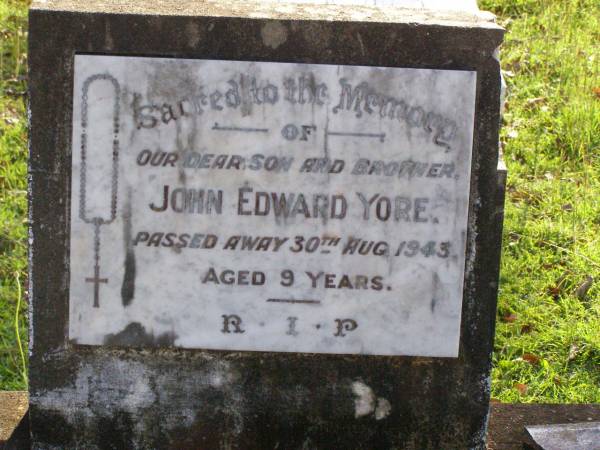 Sacred to the Memory
OF
OUR DEAR SON AND BROTHER.
JOHN EDWARD YORE.
PASSED AWAY 30TH AUG. 1943.
AGED 9 YEARS.
R · I · P